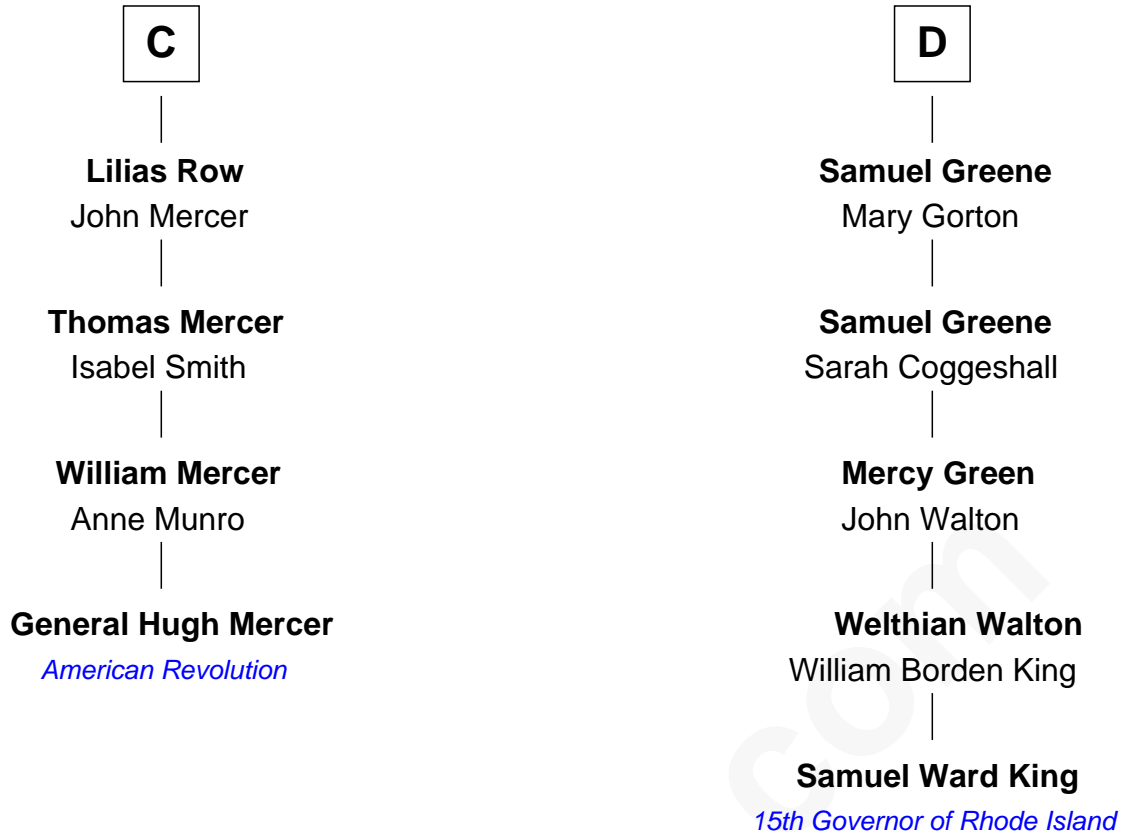 C
Lilias Row
John Mercer
Thomas Mercer
Isabel Smith
William Mercer
Anne Munro
General Hugh Mercer
American Revolution
D
Samuel Greene
Mary Gorton
Samuel Greene
Sarah Coggeshall
Mercy Green
John Walton
Welthian Walton
William Borden King
Samuel Ward King
15th Governor of Rhode Island
com